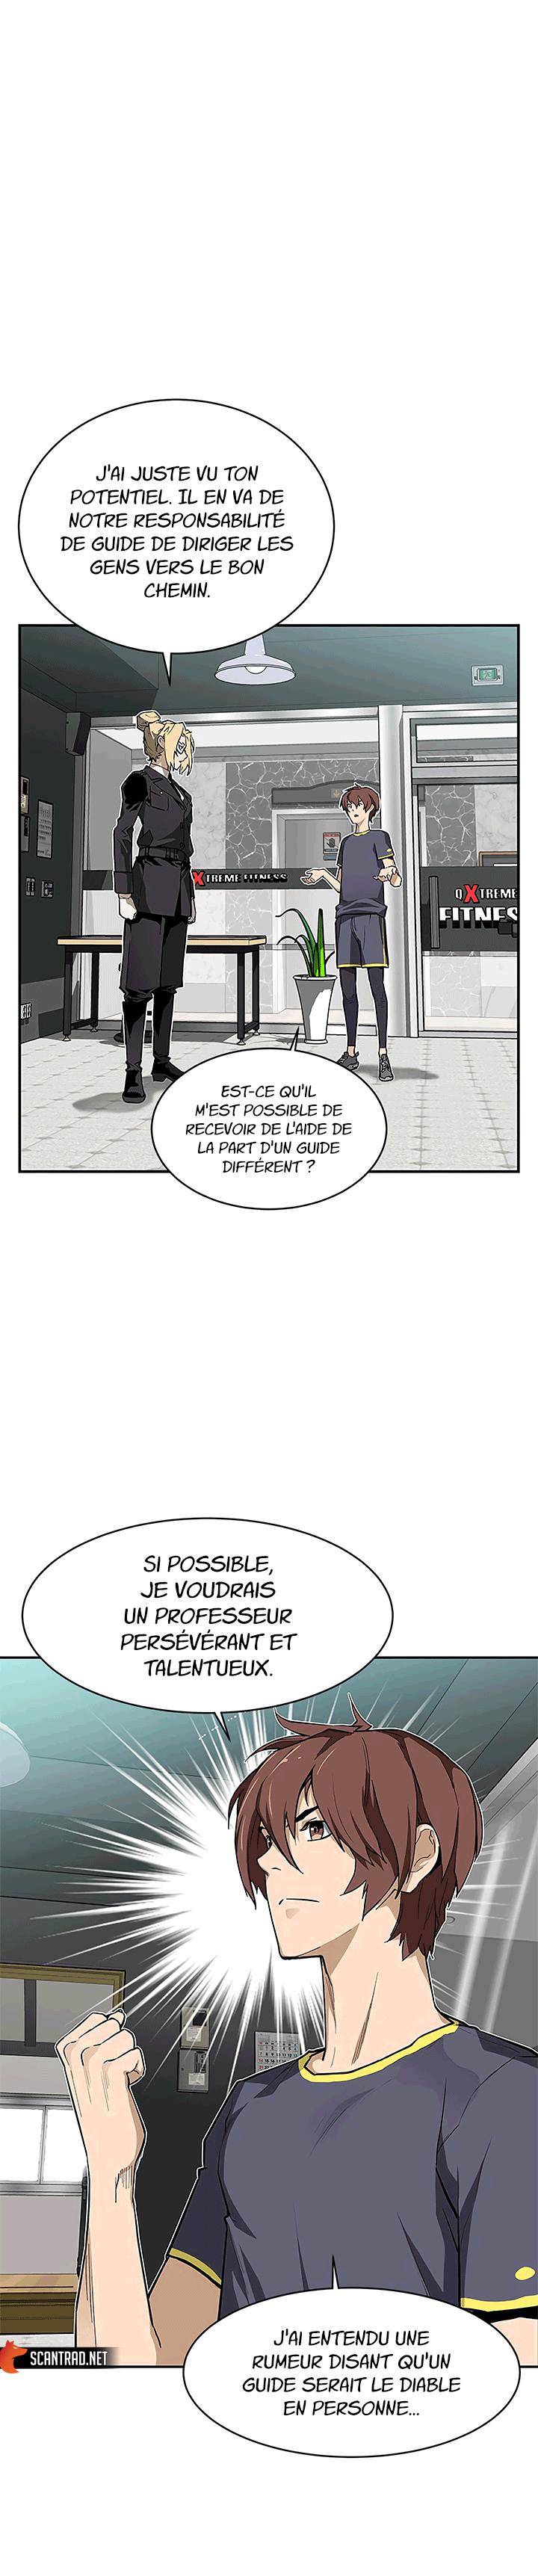 J'AI JUSTE VU TON
POTENTIEL. IL EN VA DE
NOTRE RESPONSABILITÉ
DE GUIDE DE DIRIGER LES
GENS VERS LE BON
CHEMIN.
XTREME FITNESS
QXTREME
FITNES
EST-CE QU'IL
M'EST POSSIBLE DE
RECEVOIR DE L'AIDE DE
LA PART D'UN GUIDE
DIFFÉRENT ?
SI POSSIBLE,
JE VOUDRAIS
UN PROFESSEUR
PERSÉVÉRANT ET
TALENTUEUX.
SCANTRAD.NET
J'AI ENTENDU UNE
RUMEUR DISANT QU'UN
GUIDE SERAIT LE DIABLE
EN PERSONNE...